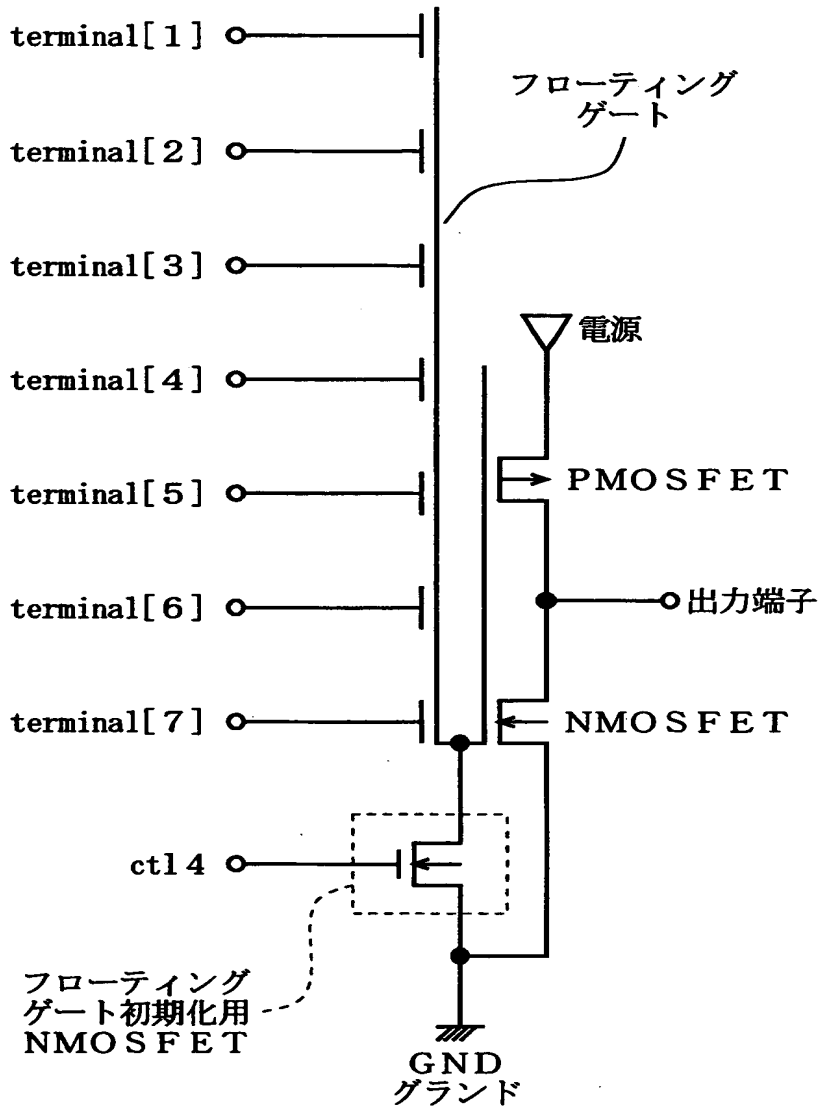 terminal[1]
フローティング
ゲート
terminal[2]
terminal[3]
電源
terminal[4]
terminal[5]
PMOSFET
terminal[6]
出力端子
terminal[7]
NMOSFET
ctl4
フローティング
ゲート初期化用
NMOSFET
GND
グランド